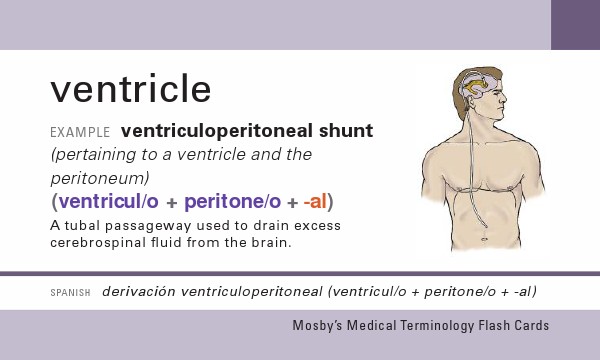 ventricle
EXAMPLE ventriculoperitoneal shunt
(pertaining to a ventricle and the
peritoneum)
(ventricul/o + peritone/o + -al)
A tubal passageway used to drain excess
cerebrospinal fluid from the brain.
SPANISH derivación ventriculoperitoneal (ventricul/o + peritone/o + -al)
Mosby's Medical Terminology Flash Cards